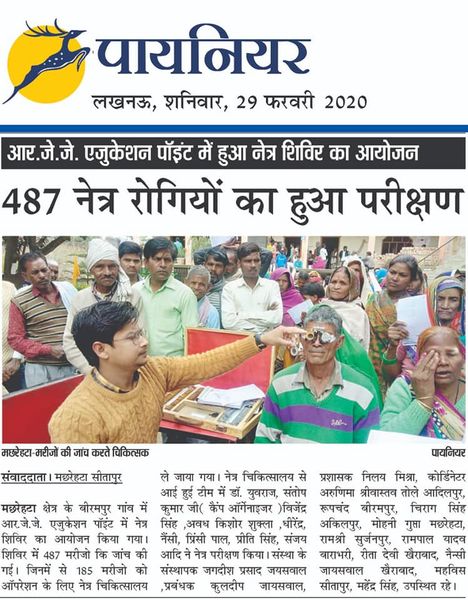 पायनियर
लखनऊ, शनिवार, 29 फरवरी 2020
आर.जे.जे. एजुकेशन पॉइंट में हुआ नेत्र शिविर का आयोजन
487 नेत्र रोगियों का हुआ परीक्षण
मछरेहटा-मरीजों की जांच करते चिकित्सक
पायनियर
संवाददाता। मछरेहटा सीतापुर
मछरेहटा क्षेत्र के बीरमपुर गांव में
आर.जे.जे. एजुकेशन पॉइंट में नेत्र
शिविर का आयोजन किया गया।
शिविर में 487 मरीजो कि जांच की
गई। जिनमें से 185 मरीजो को
ऑपरेशन के लिए नेत्र चिकित्सालय
ले जाया गया। नेत्र चिकित्सालय से
आई हुई टीम में डॉ. युवराज, संतोप
कुमार जी( कैंप ऑर्गेनाइजर )विजेंद्र
सिंह ,अवध किशोर शुक्ला ,धीरेंद्र,
नैंसी, प्रिंसी पाल, प्रीति सिंह, संजय
आदि ने नेत्र परीक्षण किया। संस्था के
संस्थापक जगदीश प्रसाद जयसवाल
,प्रबंधक कुलदीप जायसवाल,
प्रशासक निलय मिश्रा, कोर्डिनेटर
अरुणिमा श्रीवास्तव तोले आदिलपुर,
रूपचंद बीरमपुर, चिराग सिंह
अकिलपुर, मोहनी गुप्ता मछरेहटा,
रामश्री सुर्जनपुर, रामपाल यादव
वाराभरी, रीता देवी खैराबाद, नैन्सी
जायसवाल खैराबाद, महविस
सीतापुर, महेंद्र सिंह, उपस्थित रहे।